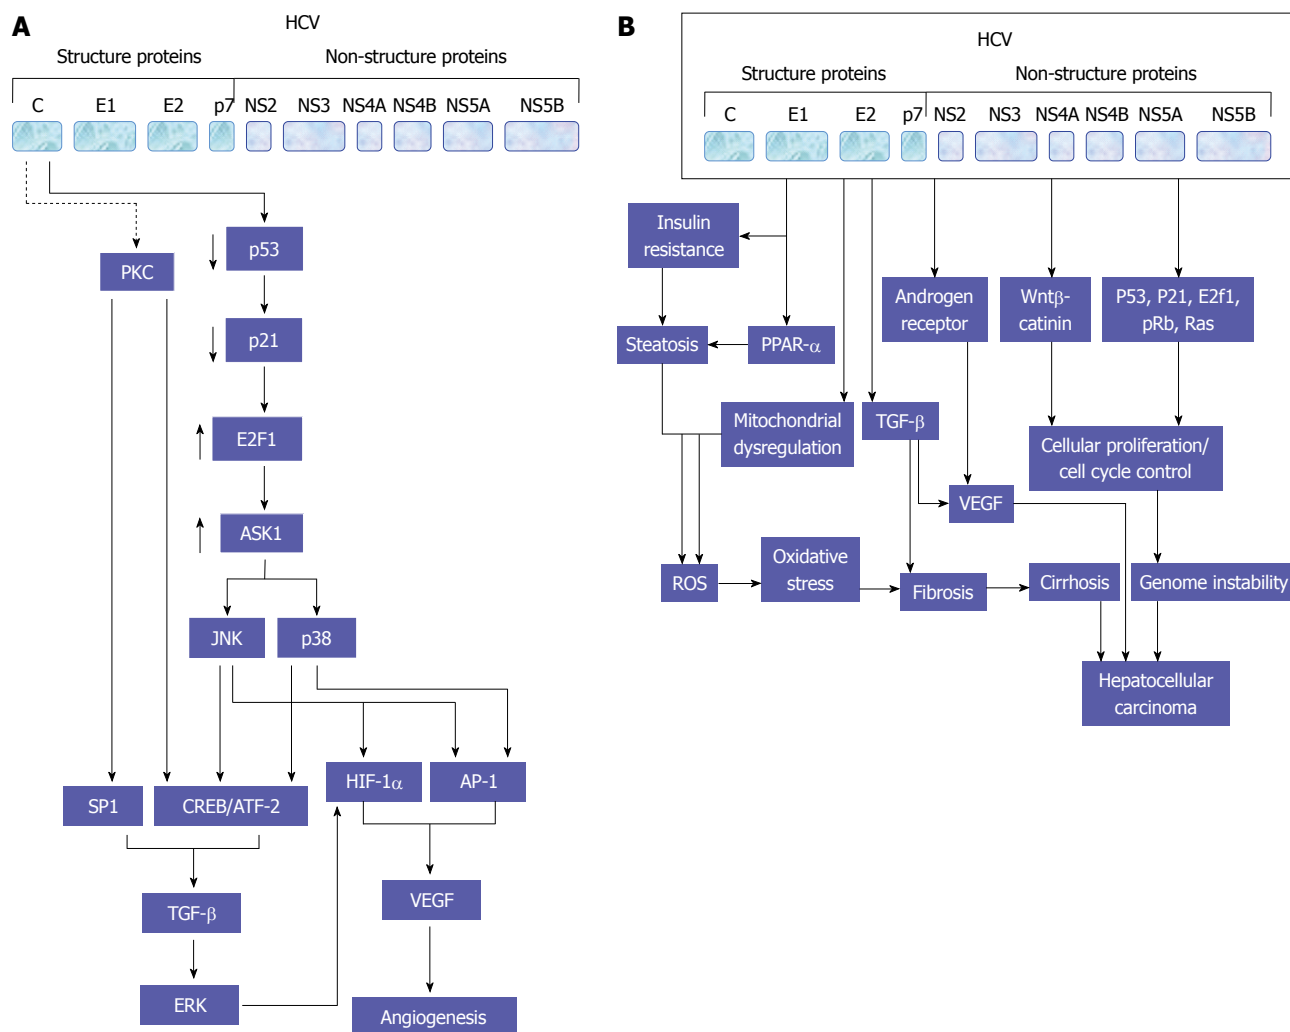 A
HCV
Structure proteins
Non-structure proteins
C E1 E2 p7 NS2 NS3 NS4A NS4B NS5A NS5B
PKC
p53
p21
E2F1
ASK1
JNK
p38
SP1
CREB/ATF-2
HIF-1α
AP-1
TGF-β
VEGF
ERK
Angiogenesis
B
HCV
Structure proteins
Non-structure proteins
C E1 E2 p7 NS2 NS3 NS4A NS4B NS5A NS5B
Insulin
resistance
Steatosis
PPAR-α
Androgen
receptor
Wntβ-
catinin
P53, P21, E2f1,
pRb, Ras
Mitochondrial
dysregulation
TGF-β
Cellular proliferation/
cell cycle control
VEGF
ROS
Oxidative
stress
Fibrosis
Cirrhosis
Genome instability
Hepatocellular
carcinoma